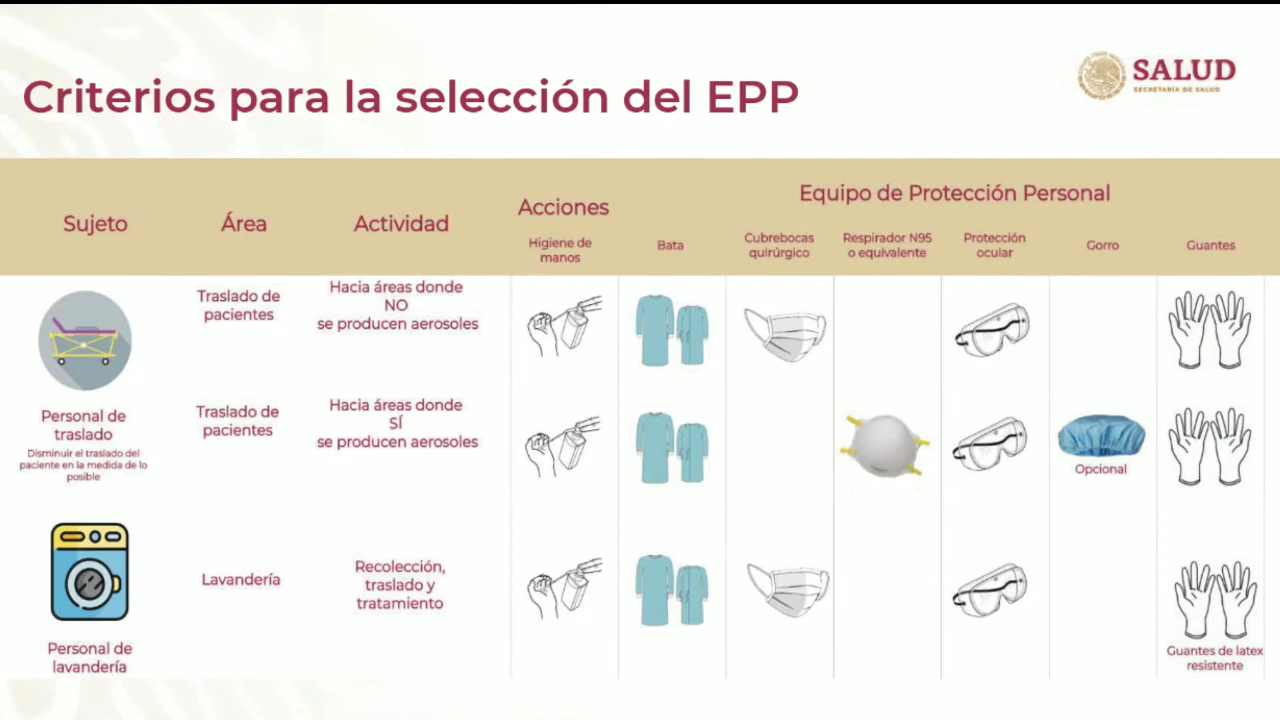 Criterios para la selección del EPP
SALUD
SECRETARÍA DE SALUD
Sujeto
Área
Actividad
Acciones
Equipo de Protección Personal
Higiene de
manos
Bata
Cubrebocas
quirúrgico
Respirador N95
o equivalente
Protección
ocular
Gorro
Guantes
Personal de
traslado
Disminuir el traslado del
paciente en la medida de lo
posible
Traslado de
pacientes
Hacia áreas donde
NO
se producen aerosoles
Traslado de
pacientes
Hacia áreas donde
SÍ
se producen aerosoles
Opcional
Personal de
lavandería
Lavandería
Recolección,
traslado y
tratamiento
Guantes de latex
resistente